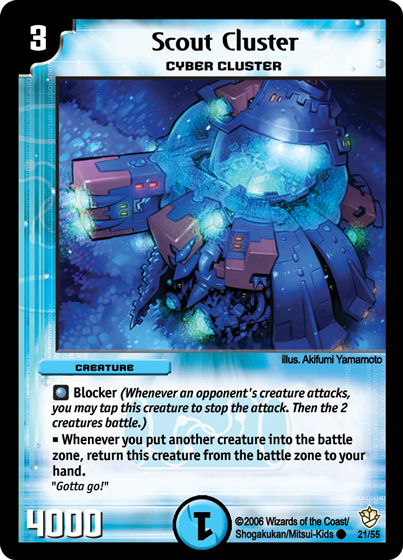 3
Scout Cluster
CYBER CLUSTER
illus. Akifumi Yamamoto
CREATURE
Blocker (Whenever an opponent's creature attacks,
you may tap this creature to stop the attack. Then the 2
creatures battle.)
▪ Whenever you put another creature into the battle
zone, return this creature from the battle zone to your
hand.
"Gotta go!"
4000
1
©2006 Wizards of the Coast/
Shogakukan/Mitsui-Kids ● 21/55